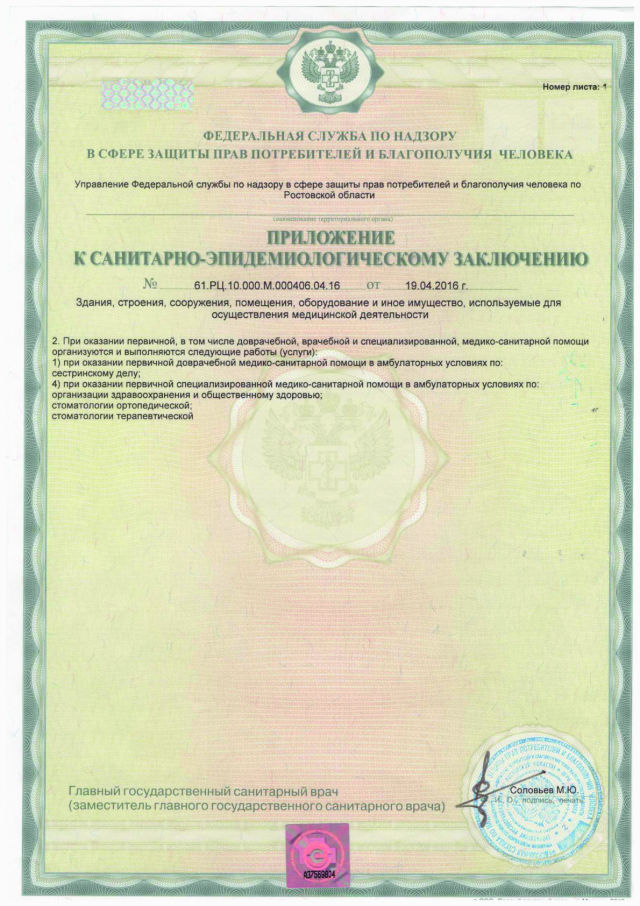 Номер листа: 1
ФЕДЕРАЛЬНАЯ СЛУЖБА ПО НАДЗОРУ
В СФЕРЕ ЗАЩИТЫ ПРАВ ПОТРЕБИТЕЛЕЙ И БЛАГОПОЛУЧИЯ ЧЕЛОВЕКА
Управление Федеральной службы по надзору в сфере защиты прав потребителей и благополучия человека по
Ростовской области
(наименование территориального органа)
ПРИЛОЖЕНИЕ
К САНИТАРНО-ЭПИДЕМИОЛОГИЧЕСКОМУ ЗАКЛЮЧЕНИЮ
№ 61.РЦ.10.000.М.000406.04.16 от 19.04.2016 г.
Здания, строения, сооружения, помещения, оборудование и иное имущество, используемые для
осуществления медицинской деятельности
2. При оказании первичной, в том числе доврачебной, врачебной и специализированной, медико-санитарной помощи
организуются и выполняются следующие работы (услуги):
1) при оказании первичной доврачебной медико-санитарной помощи в амбулаторных условиях по:
сестринскому делу;
4) при оказании первичной специализированной медико-санитарной помощи в амбулаторных условиях по:
организации здравоохранения и общественному здоровью;
стоматологии ортопедической;
стоматологии терапевтической
Главный государственный санитарный врач
(заместитель главного государственного санитарного врача)
Соловьев М.Ю.
И. О., подпись, печать
А37569804